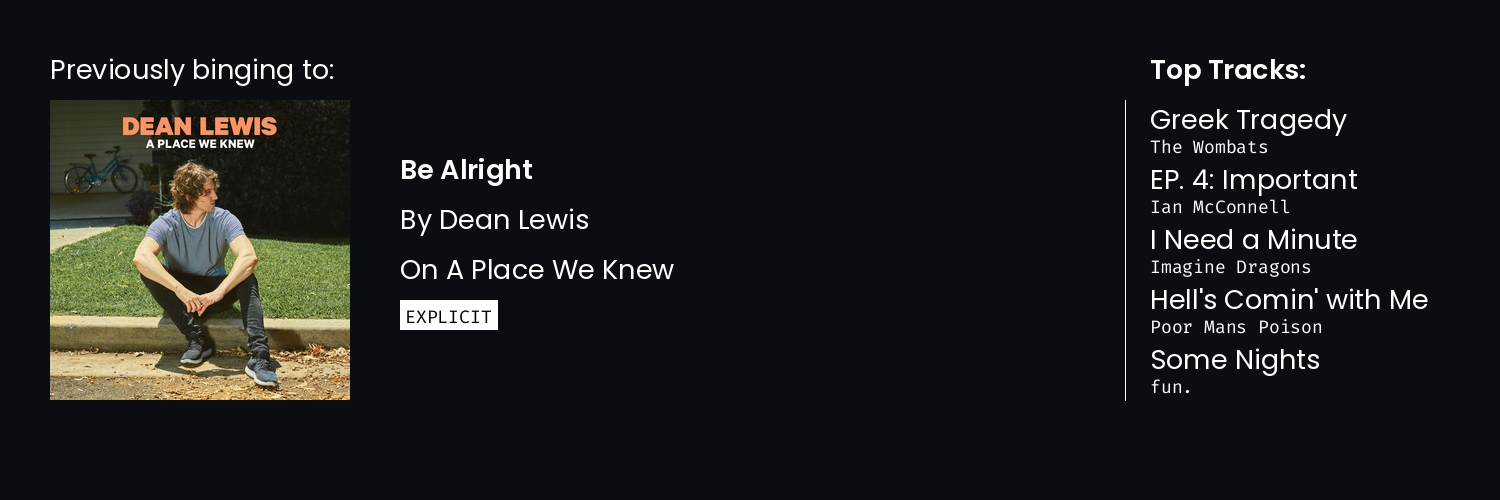 Previously binging to:
DEAN LEWIS
A PLACE WE KNEW
Be Alright
By Dean Lewis
On A Place We Knew
EXPLICIT
Top Tracks:
Greek Tragedy
The Wombats
EP. 4: Important
Ian McConnell
I Need a Minute
Imagine Dragons
Hell's Comin' with Me
Poor Mans Poison
Some Nights
fun.